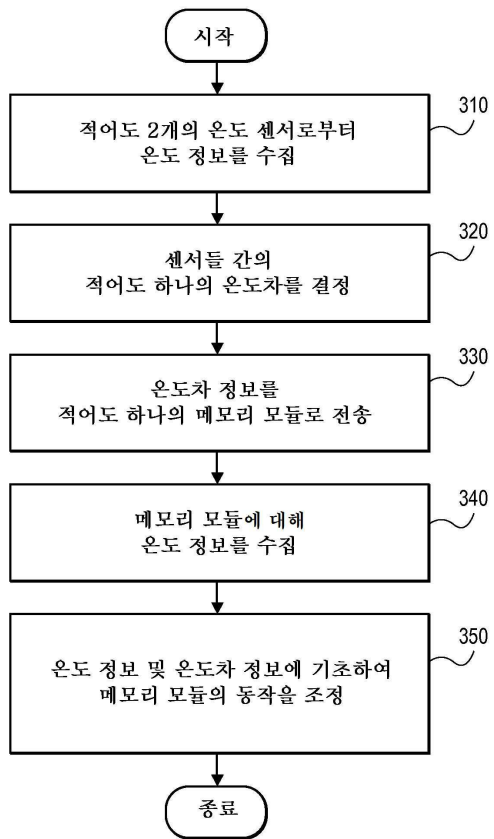 시작
310
적어도 2개의 온도 센서로부터
온도 정보를 수집
320
센서들 간의
적어도 하나의 온도차를 결정
330
온도차 정보를
적어도 하나의 메모리 모듈로 전송
340
메모리 모듈에 대해
온도 정보를 수집
350
온도 정보 및 온도차 정보에 기초하여
메모리 모듈의 동작을 조정
종료